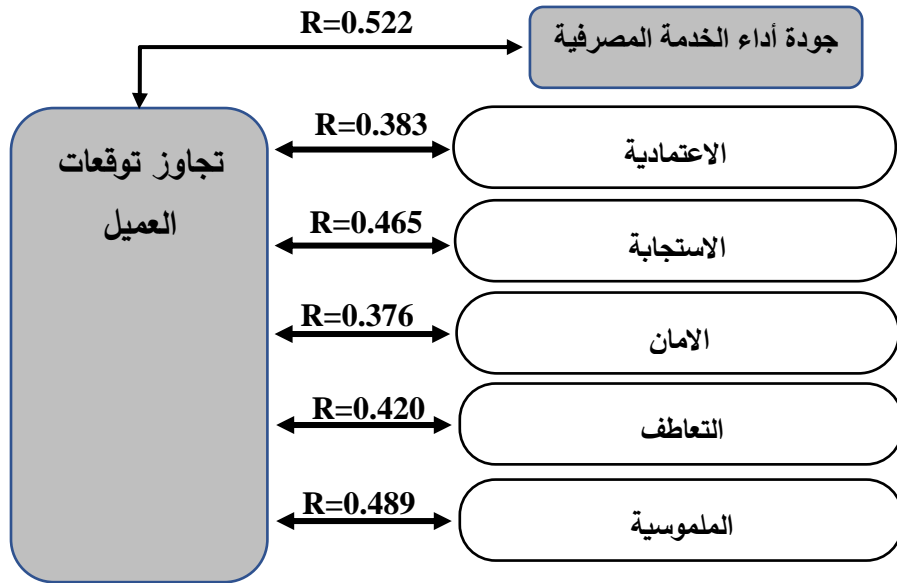 R=0.522
جودة أداء الخدمة المصرفية
تجاوز توقعات
العميل
R=0.383
الاعتمادية
R=0.465
الاستجابة
R=0.376
الامان
R=0.420
التعاطف
R=0.489
الملموسية